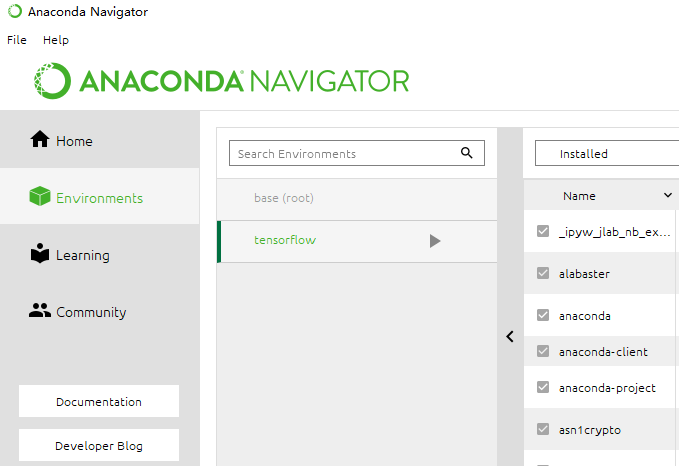 Anaconda Navigator
File Help
ANACONDA NAVIGATOR
Home
Environments
Learning
Community
Documentation
Developer Blog
Search Environments
base (root)
tensorflow
Installed
Name
_ipyw_jlab_nb_ex...
alabaster
anaconda
anaconda-client
anaconda-project
asn1crypto